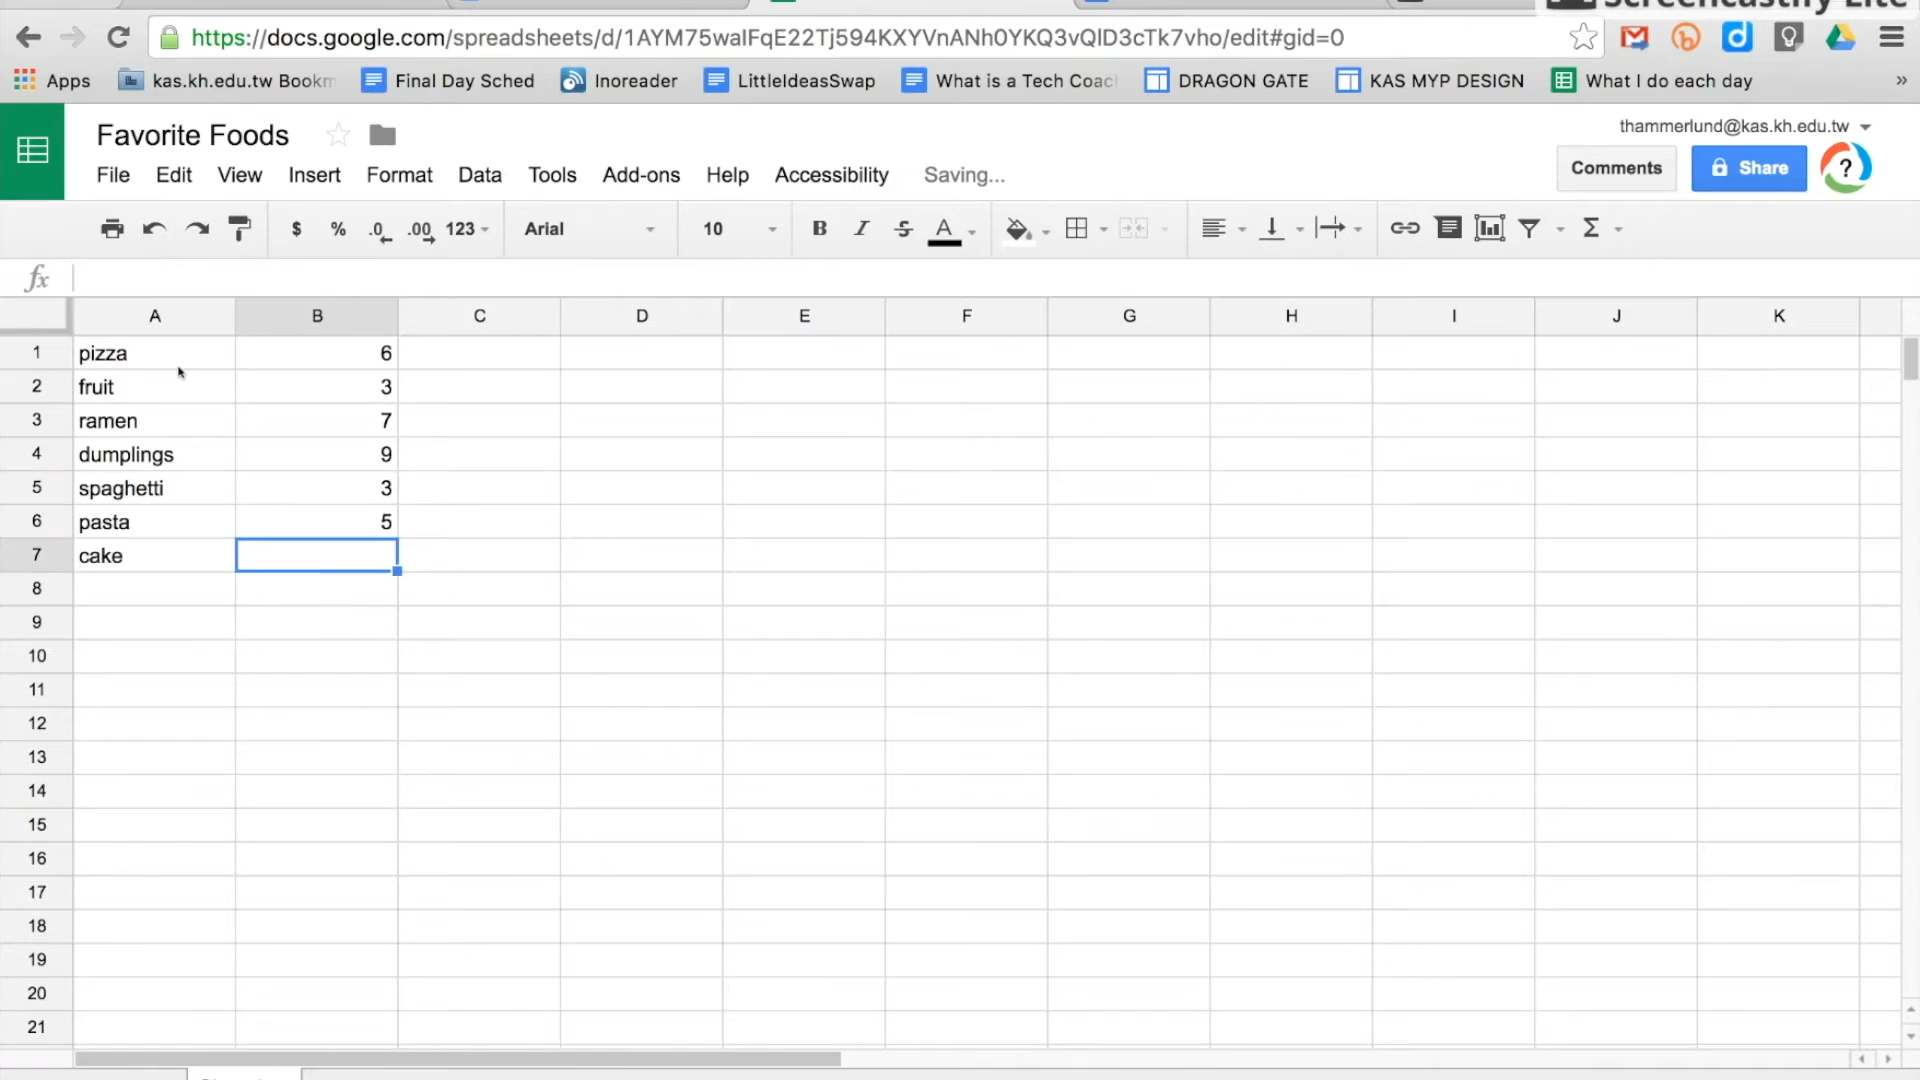 Screencastify Lite
https://docs.google.com/spreadsheets/d/1AYM75waIFqE22Tj594KXYVnANh0YKQ3vQlD3cTk7vho/edit#gid=0
Apps kas.kh.edu.tw Bookm Final Day Sched Inoreader LittleIdeasSwap What is a Tech Coac DRAGON GATE KAS MYP DESIGN What I do each day »
Favorite Foods thammerlund@kas.kh.edu.tw
File Edit View Insert Format Data Tools Add-ons Help Accessibility Saving... Comments Share ?
$ % .0 .00 123 Arial 10 B I S A Σ
fx
A B C D E F G H I J K
1 pizza 6
2 fruit 3
3 ramen 7
4 dumplings 9
5 spaghetti 3
6 pasta 5
7 cake
8
9
10
11
12
13
14
15
16
17
18
19
20
21